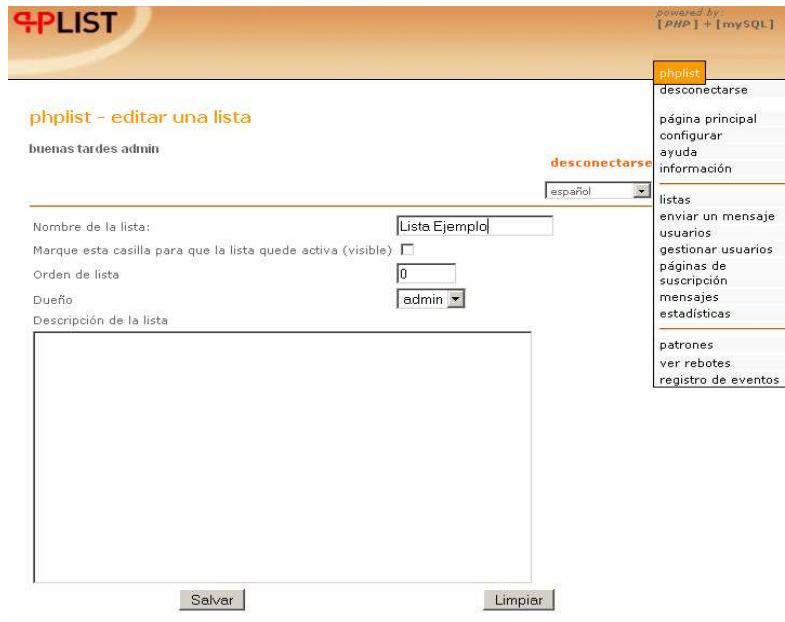 PHPLIST
powered by:
[PHP] + [mySQL]
phplist
desconectarse
página principal
configurar
ayuda
información
listas
enviar un mensaje
usuarios
gestionar usuarios
páginas de
suscripción
mensajes
estadísticas
patrones
ver rebotes
registro de eventos
phplist - editar una lista
buenas tardes admin
desconectarse
español
Nombre de la lista: Lista Ejemplo
Marque esta casilla para que la lista quede activa (visible)
Orden de lista 0
Dueño admin
Descripción de la lista
Salvar Limpiar